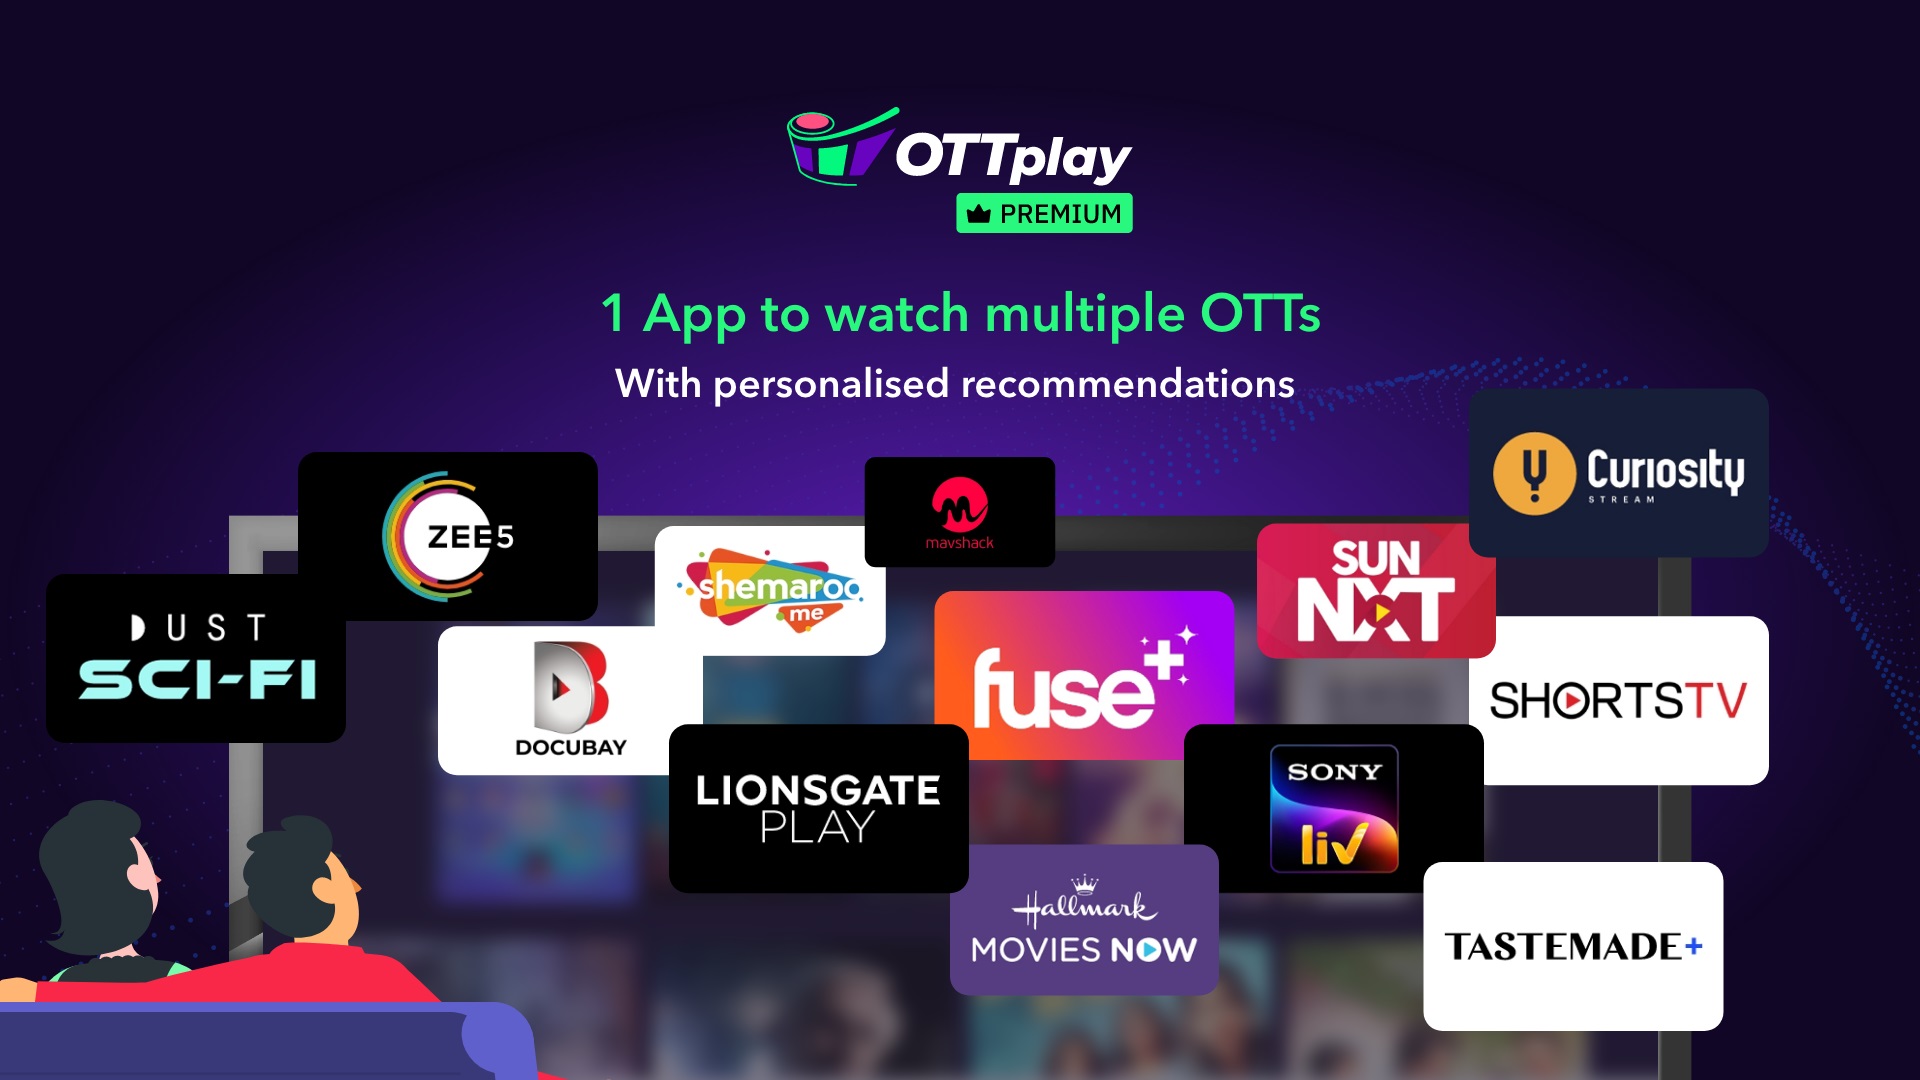 OTTplay
PREMIUM
1 App to watch multiple OTTs
With personalised recommendations
Curiosity
STREAM
ZEE5
mavshack
SUN
NXT
shemaroo
me
DUST
SCI-FI
fuse+
SHORTSTV
DOCUBAY
LIONSGATE
PLAY
SONY
liv
Hallmark
MOVIES NOW
TASTEMADE+